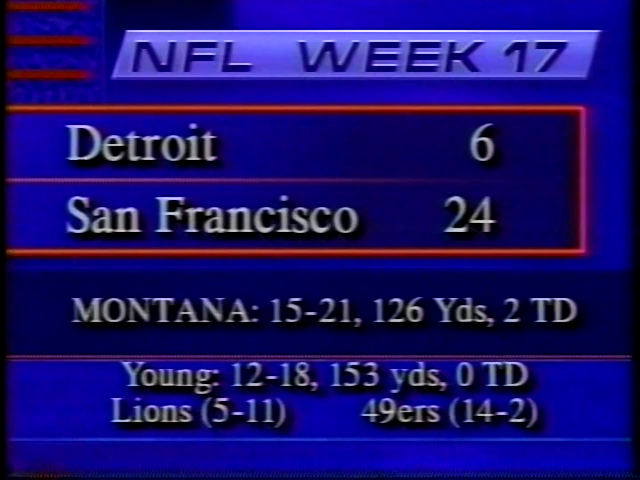 NFL WEEK 17
Detroit 6
San Francisco 24
MONTANA: 15-21, 126 Yds, 2 TD
Young: 12-18, 153 yds, 0 TD
Lions (5-11) 49ers (14-2)